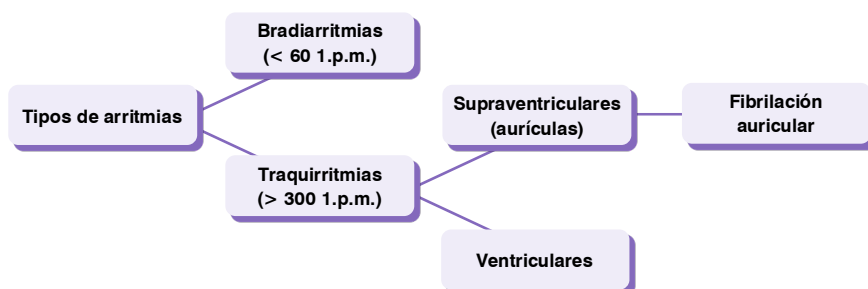 Bradiarritmias
(< 60 1.p.m.)
Tipos de arritmias
Supraventriculares
(aurículas)
Fibrilación
auricular
Traquirritmias
(> 300 1.p.m.)
Ventriculares